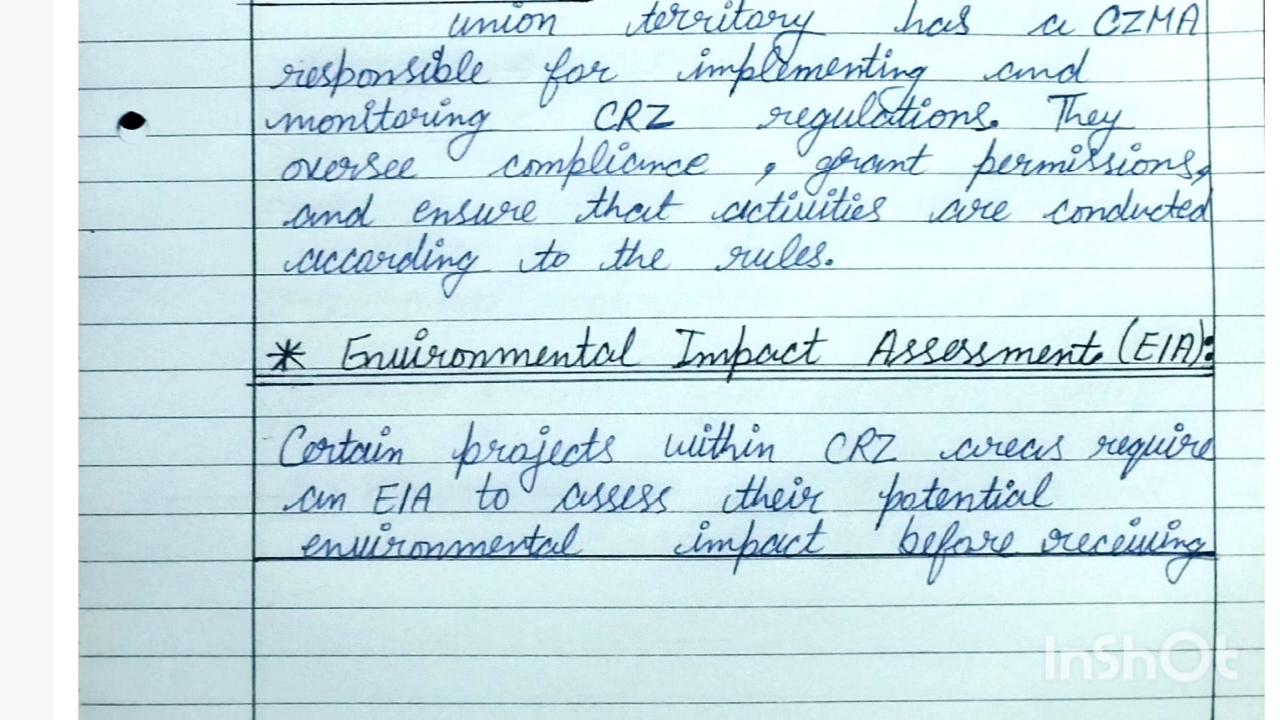 union territory has a CZMA
responsible for implementing and
monitoring CRZ regulations. They
oversee compliance, grant permissions,
and ensure that activities are conducted
according to the rules.
* Environmental Impact Assessment (EIA):
Certain projects within CRZ areas require
an EIA to assess their potential
environmental impact before receiving
InShOt